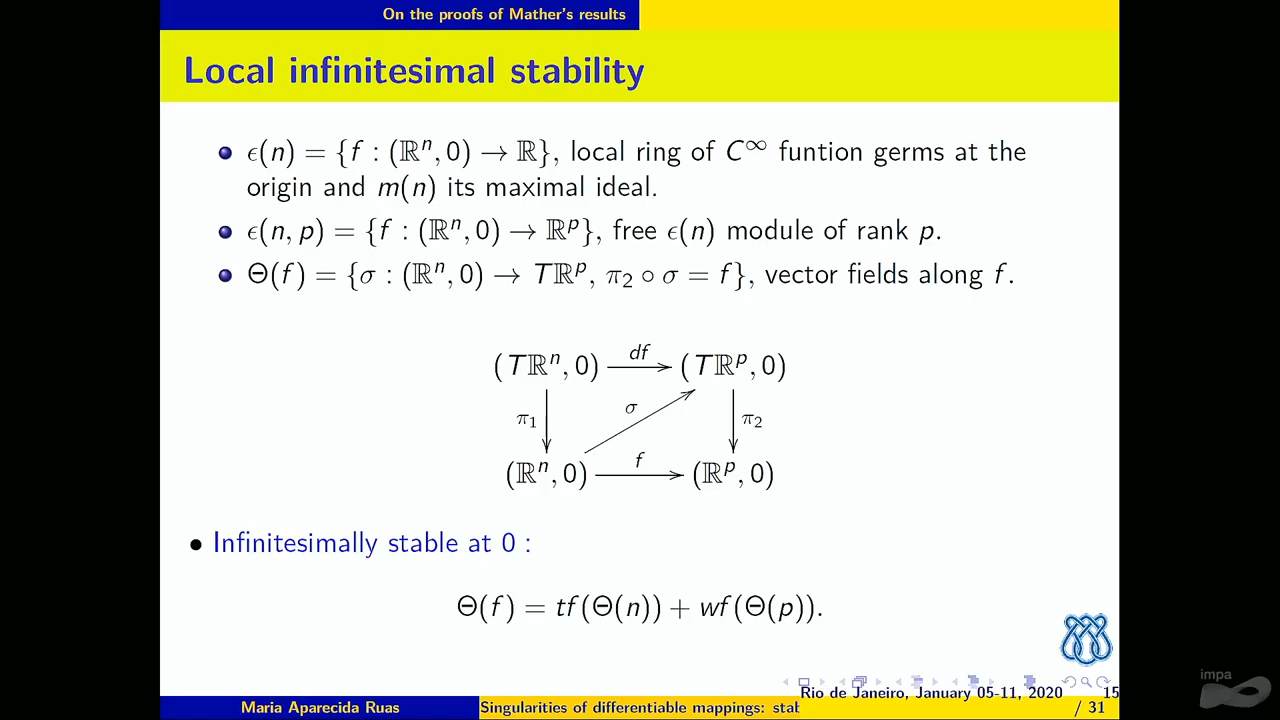 On the proofs of Mather's results
Local infinitesimal stability
ϵ(n) = {f : (ℝⁿ, 0) → ℝ}, local ring of C^∞ funtion germs at the
origin and m(n) its maximal ideal.
ϵ(n, p) = {f : (ℝⁿ, 0) → ℝᵖ}, free ϵ(n) module of rank p.
Θ(f) = {σ : (ℝⁿ, 0) → Tℝᵖ, π₂ ∘ σ = f}, vector fields along f.
(Tℝⁿ, 0) df (Tℝᵖ, 0)
π₁ σ π₂
(ℝⁿ, 0) f (ℝᵖ, 0)
• Infinitesimally stable at 0 :
Θ(f) = tf(Θ(n)) + wf(Θ(p)).
impa
Rio de Janeiro, January 05-11, 2020 15
Maria Aparecida Ruas Singularities of differentiable mappings: stab / 31